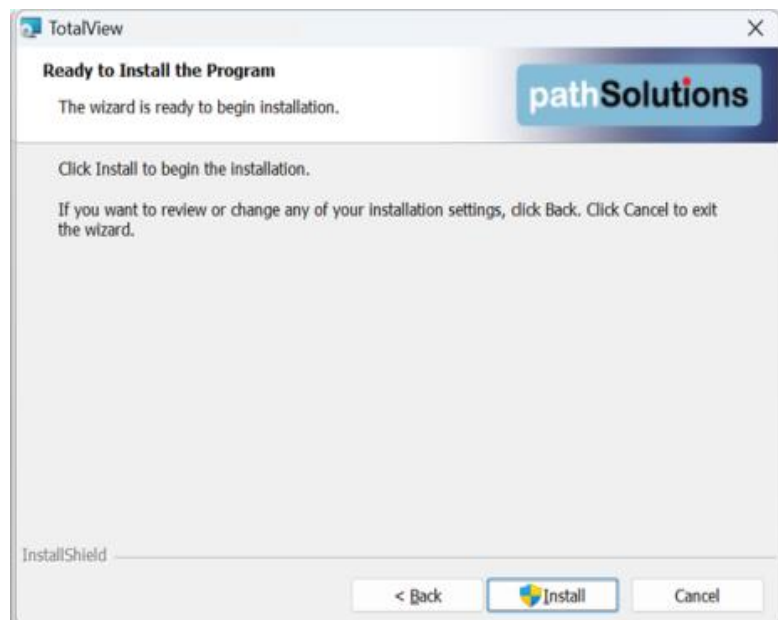 TotalView
Ready to Install the Program
The wizard is ready to begin installation.
pathSolutions
Click Install to begin the installation.
If you want to review or change any of your installation settings, click Back. Click Cancel to exit
the wizard.
InstallShield
< Back
Install
Cancel